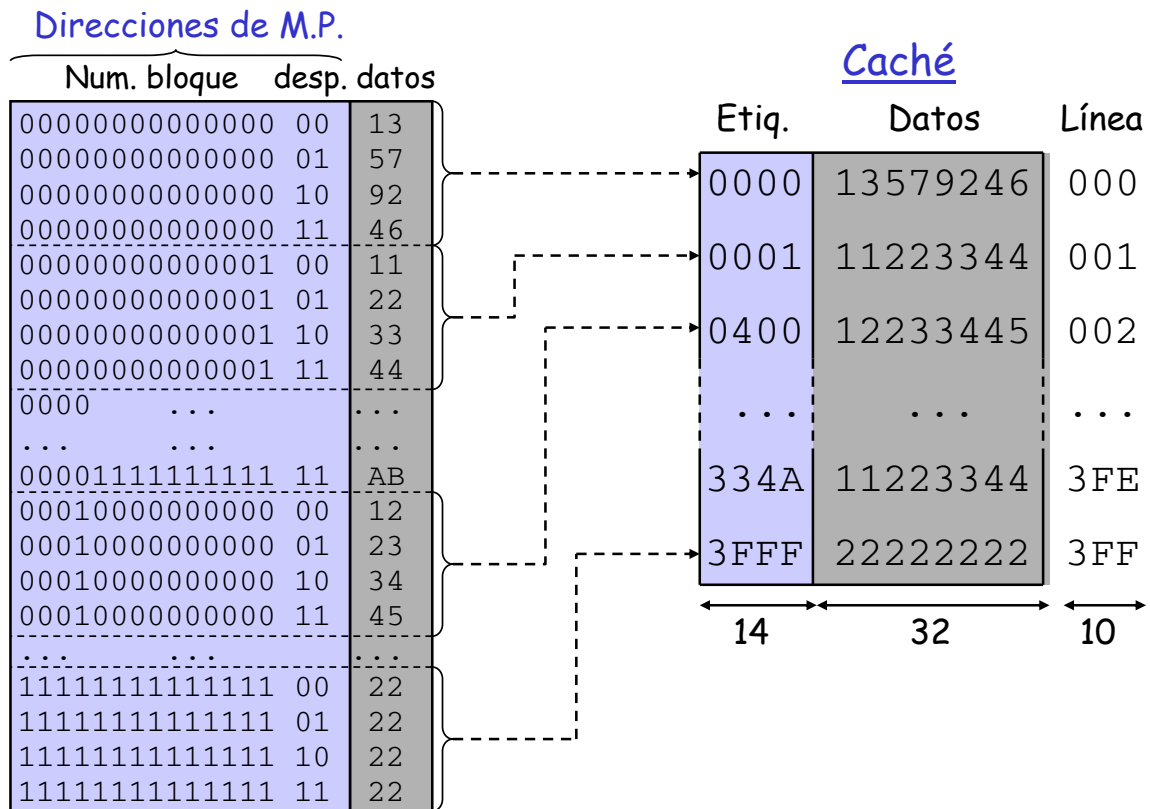 Direcciones de M.P.
Num. bloque desp. datos
00000000000000 00 13
00000000000000 01 57
00000000000000 10 92
00000000000000 11 46
00000000000001 00 11
00000000000001 01 22
00000000000001 10 33
00000000000001 11 44
0000 ... ...
... ... ...
00001111111111 11 AB
00010000000000 00 12
00010000000000 01 23
00010000000000 10 34
00010000000000 11 45
... ... ...
11111111111111 00 22
11111111111111 01 22
11111111111111 10 22
11111111111111 11 22
Caché
Etiq. Datos Línea
0000 13579246 000
0001 11223344 001
0400 12233445 002
... ... ...
334A 11223344 3FE
3FFF 22222222 3FF
14 32 10